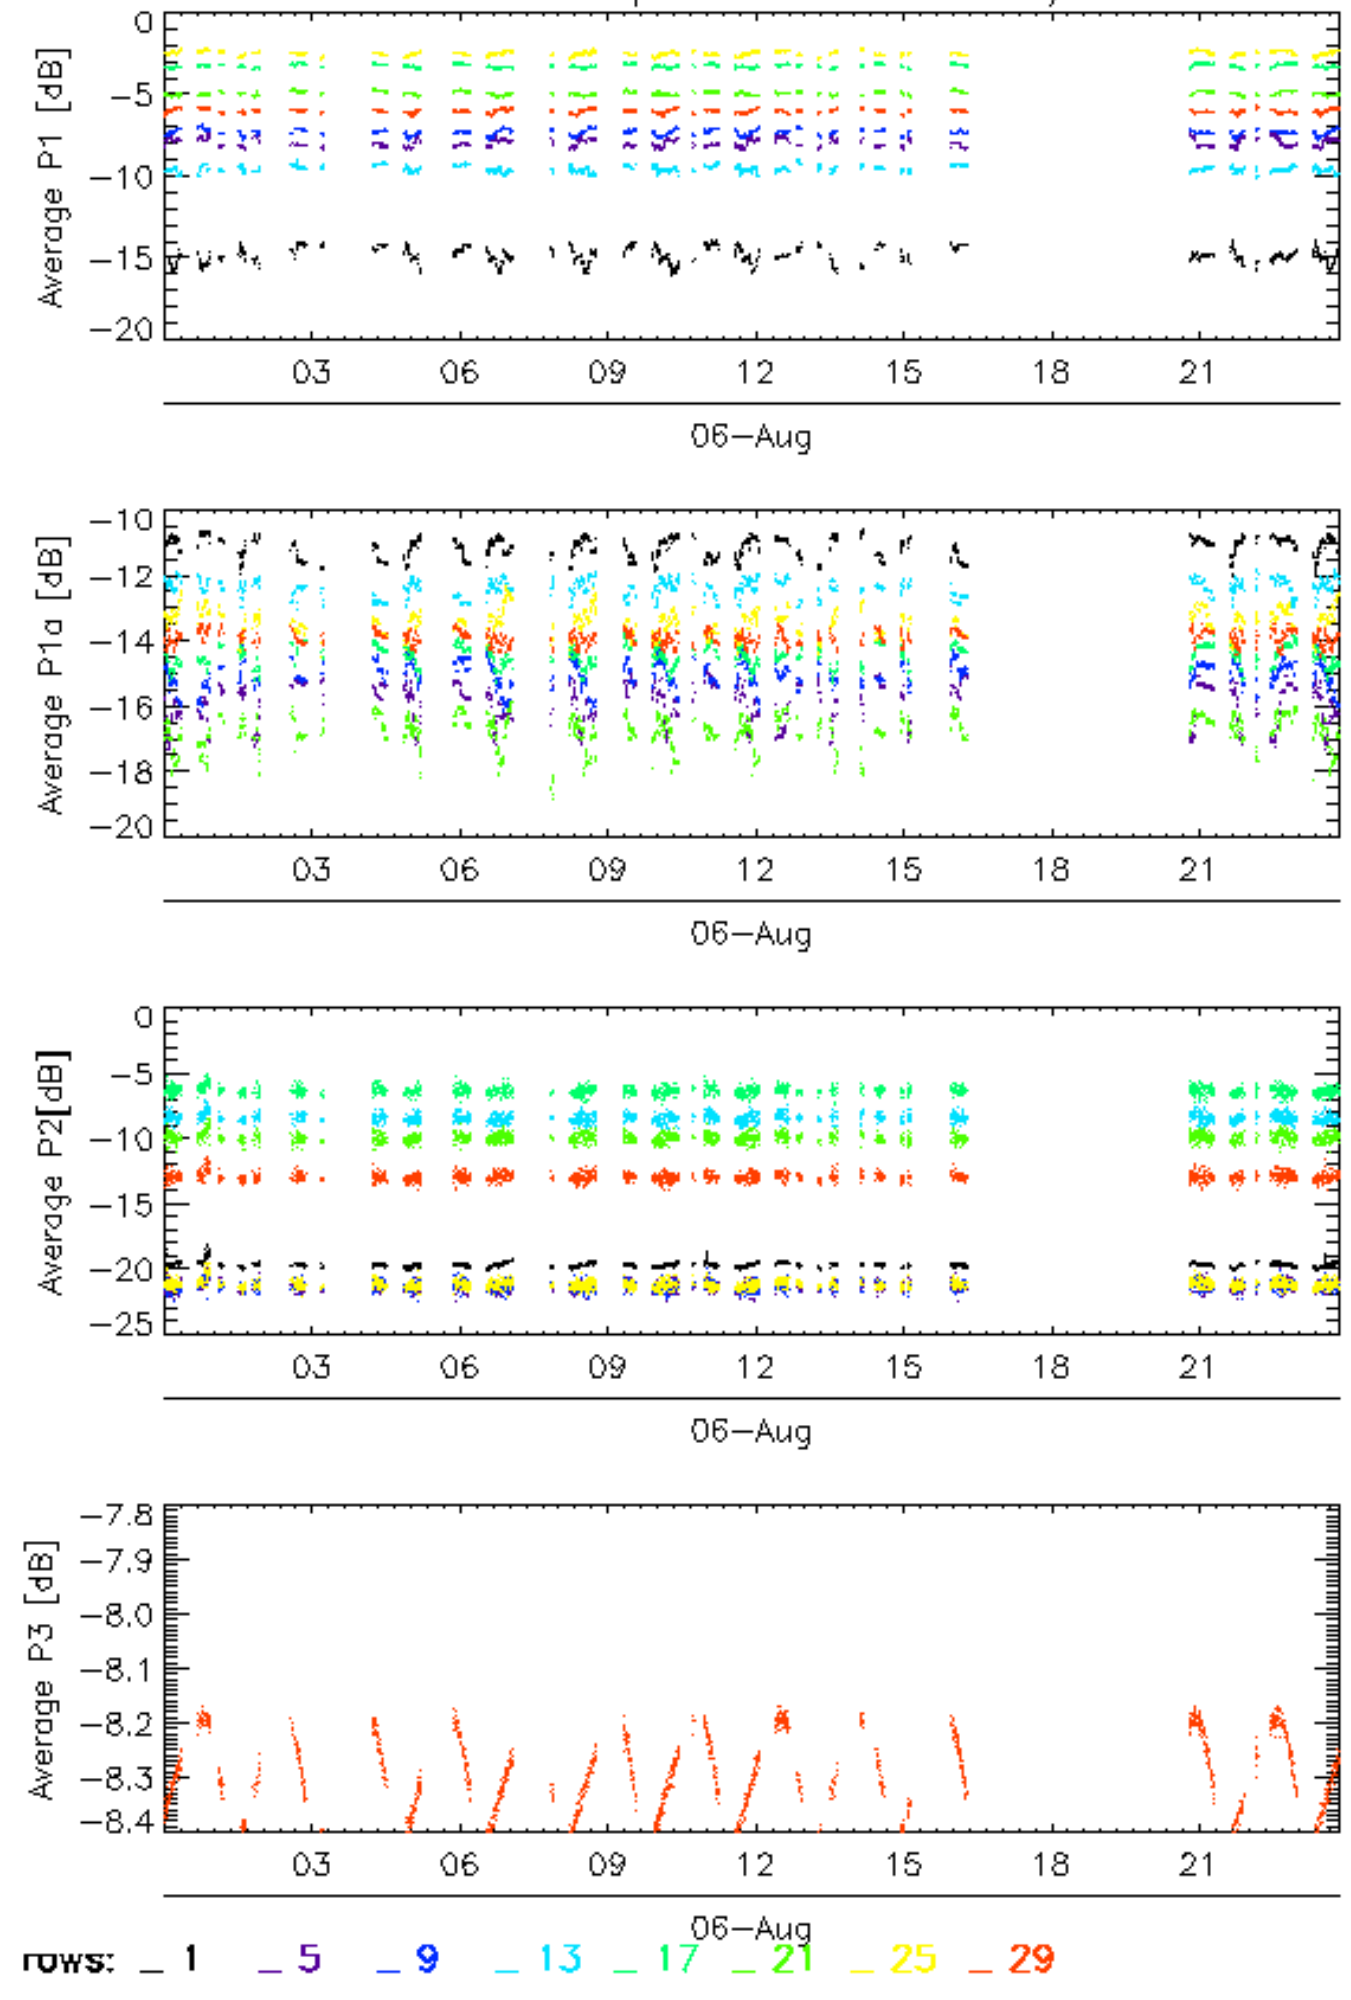 0
−5
−10
−15
−20
Average P1 [dB]
03 06 09 12 15 18 21
06−Aug
−10
−12
−14
−16
−18
−20
Average P1a [dB]
03 06 09 12 15 18 21
06−Aug
0
−5
−10
−15
−20
−25
Average P2[dB]
03 06 09 12 15 18 21
06−Aug
−7.8
−7.9
−8.0
−8.1
−8.2
−8.3
−8.4
Average P3 [dB]
03 06 09 12 15 18 21
06−Aug
rows: _ 1 _ 5 _ 9 _ 13 _ 17 _ 21 _ 25 _ 29